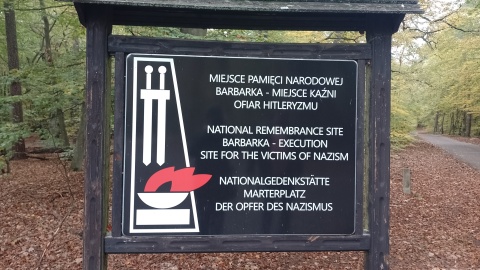 MIEJSCE PAMIĘCI NARODOWEJ
BARBARKA - MIEJSCE KAŹNI
OFIAR HITLERYZMU
NATIONAL REMEMBRANCE SITE
BARBARKA - EXECUTION
SITE FOR THE VICTIMS OF NAZISM
NATIONALGEDENKSTÄTTE
MARTERPLATZ
DER OPFER DES NAZISMUS